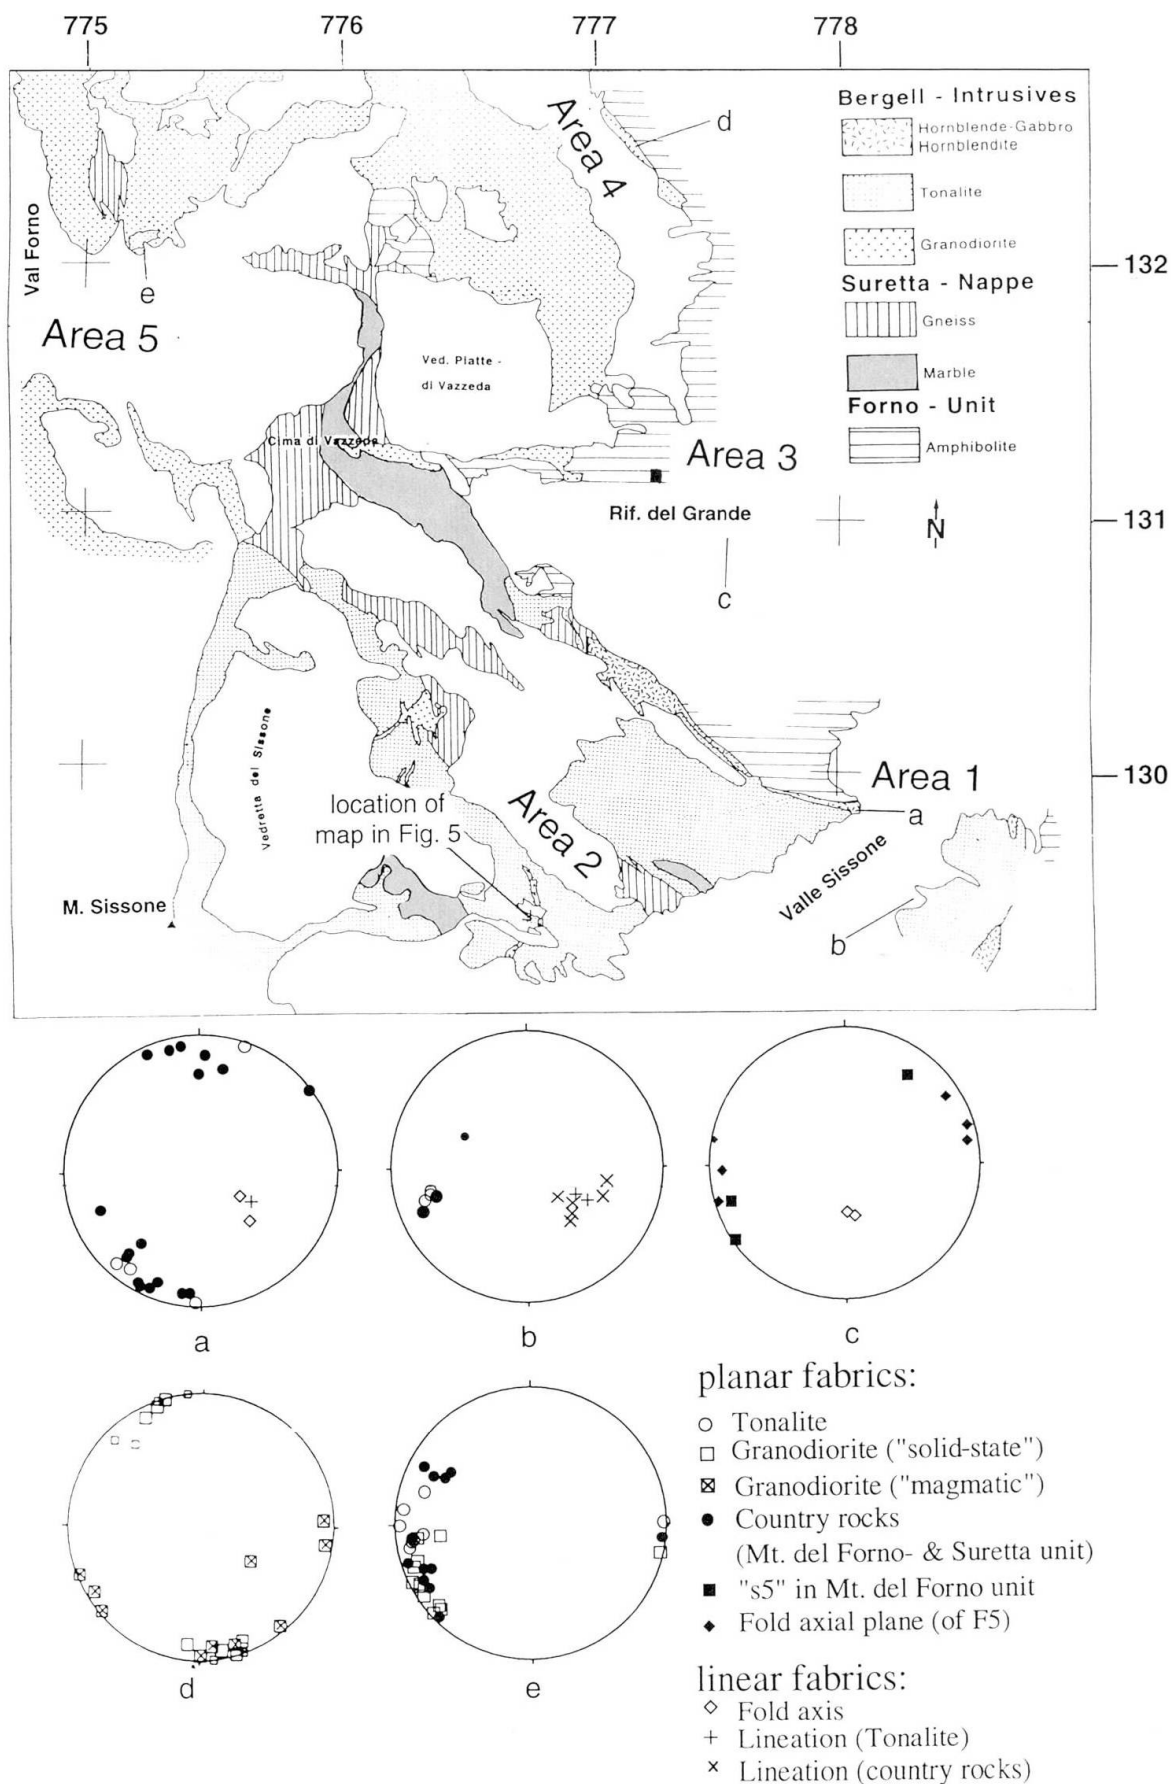 775 776 777 778
Bergell - Intrusives
Hornblende-Gabbro
Hornblendite
Tonalite
Granodiorite
Suretta - Nappe
Gneiss
Marble
Forno - Unit
Amphibolite
132
131
130
Area 4
d
Val Forno
e
Area 5
Ved. Platte -
di Vazzeda
Cima di Vazzeda
Area 3
Rif. del Grande
N
c
Vedretta del Sissone
location of
map in Fig. 5
Area 2
Area 1
a
Valle Sissone
b
M. Sissone
a
b
c
d
e
planar fabrics:
Tonalite
Granodiorite ("solid-state")
Granodiorite ("magmatic")
Country rocks
(Mt. del Forno- & Suretta unit)
"s5" in Mt. del Forno unit
Fold axial plane (of F5)
linear fabrics:
Fold axis
Lineation (Tonalite)
Lineation (country rocks)